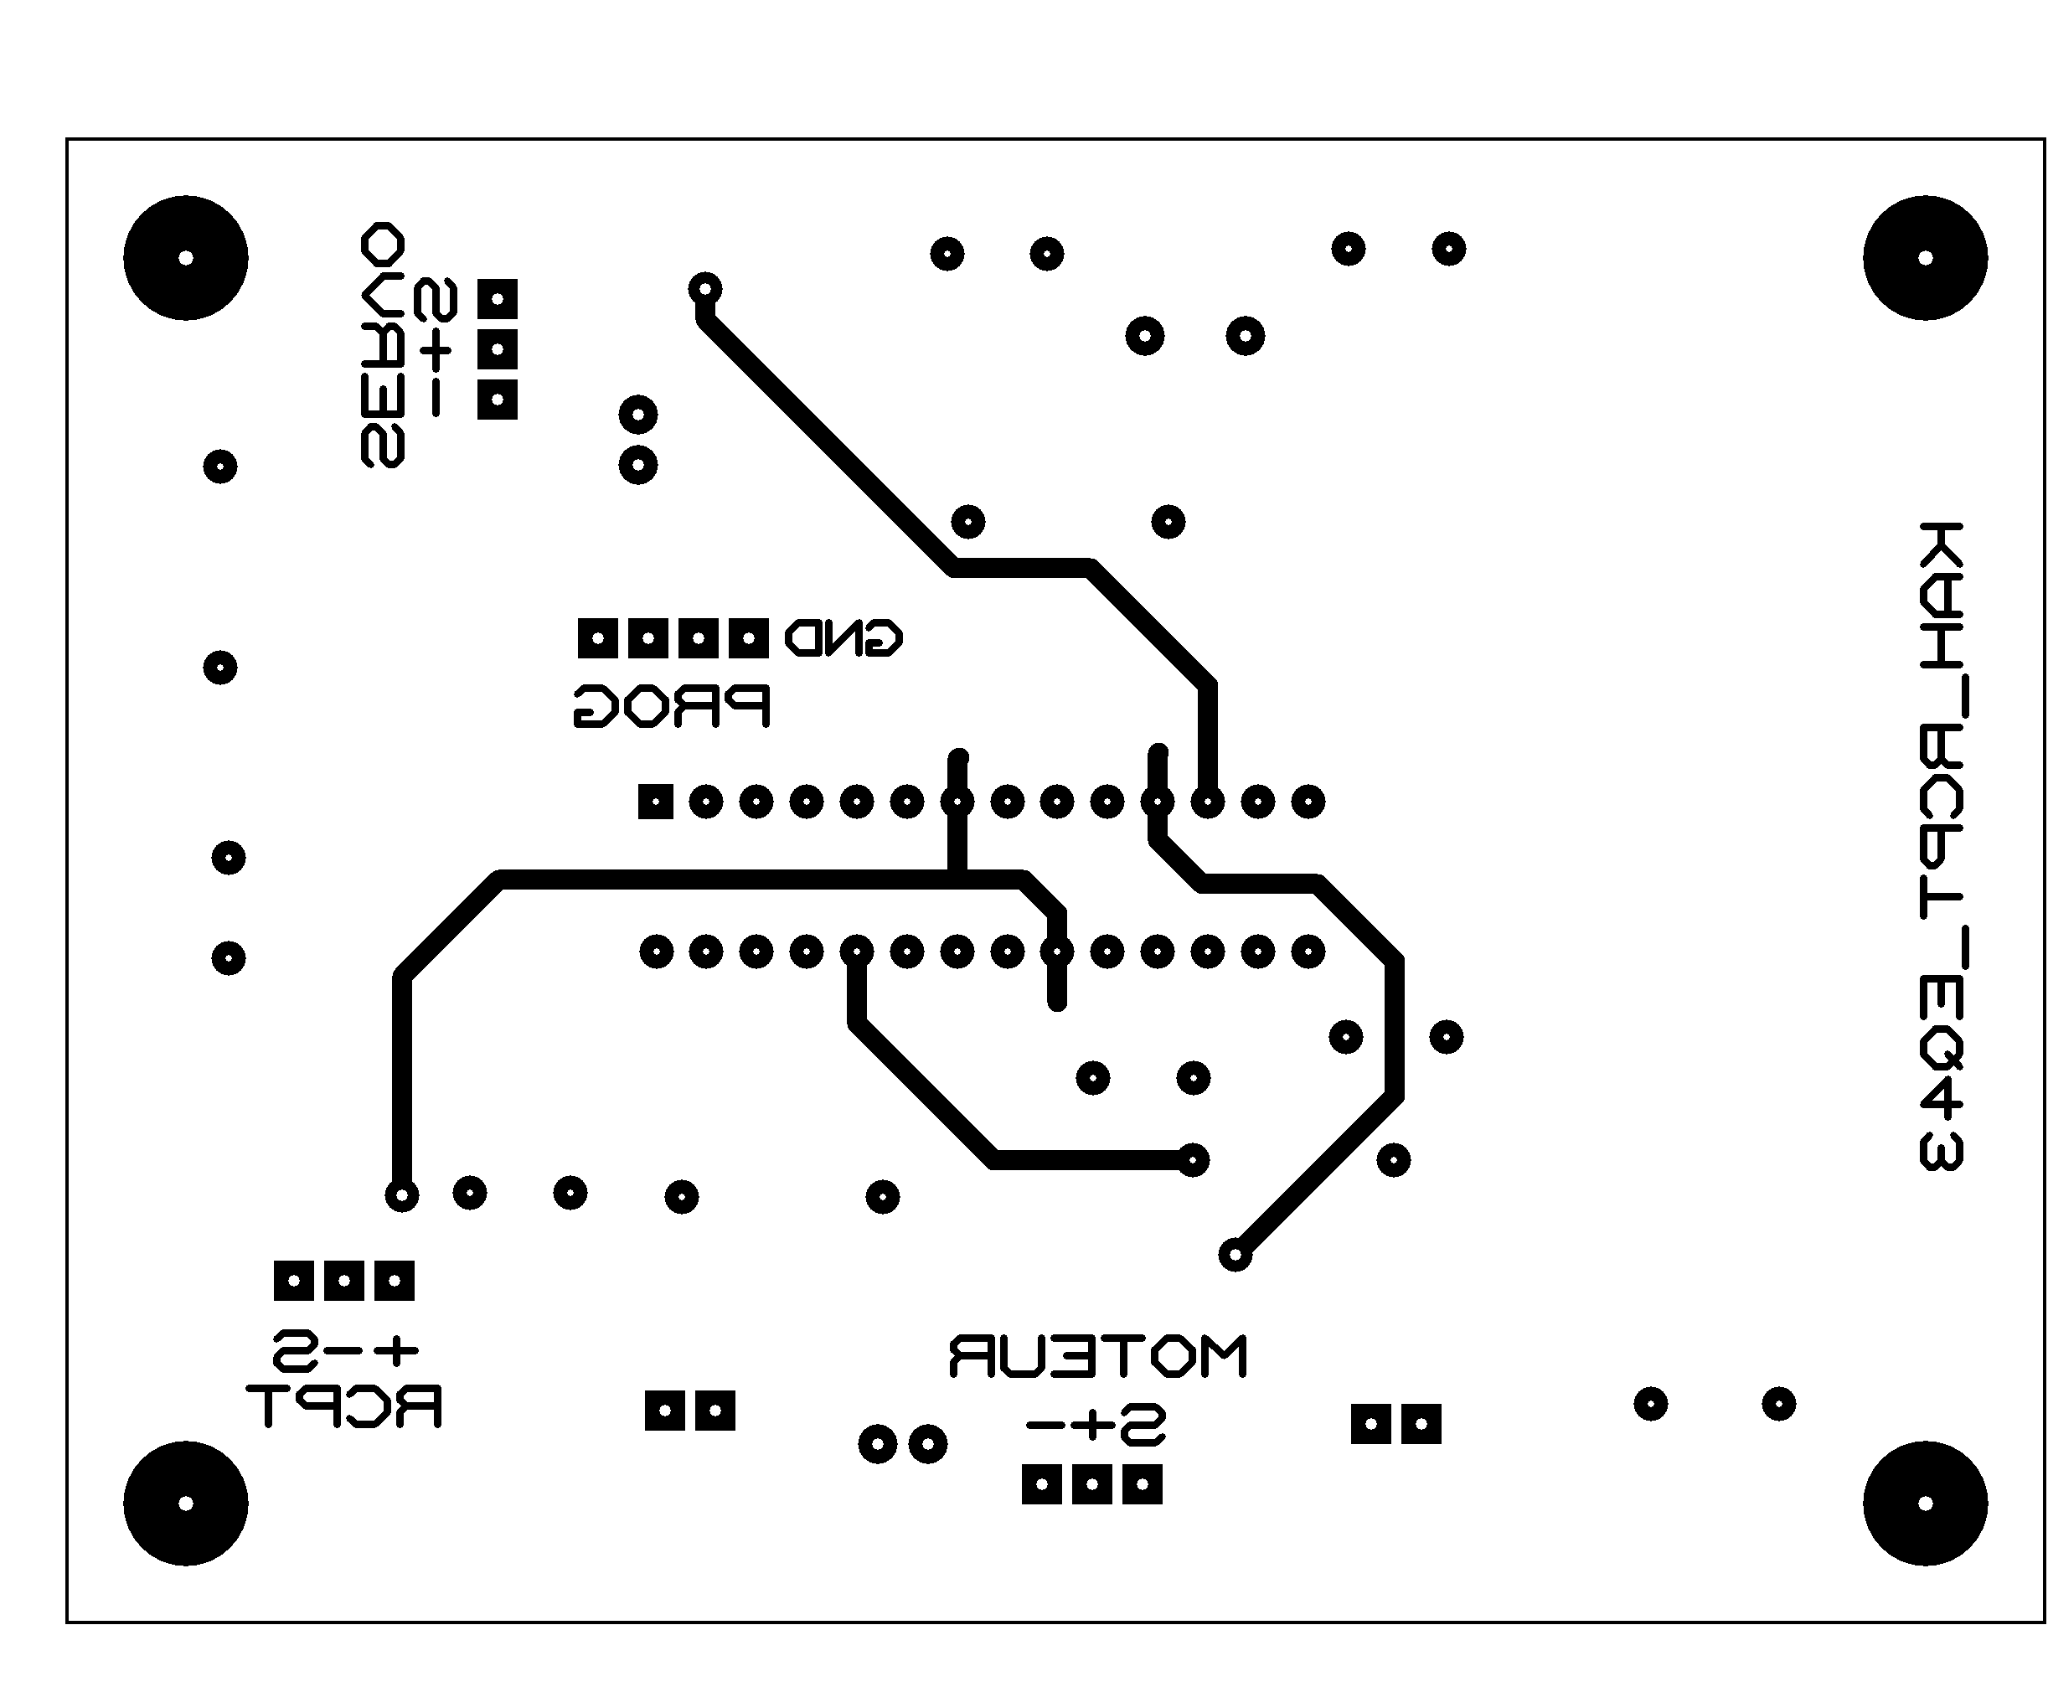 SERVO
-+S
GND
PROG
KAH_RCPT_EQ43
+-S
RCPT
MOTEUR
S+-